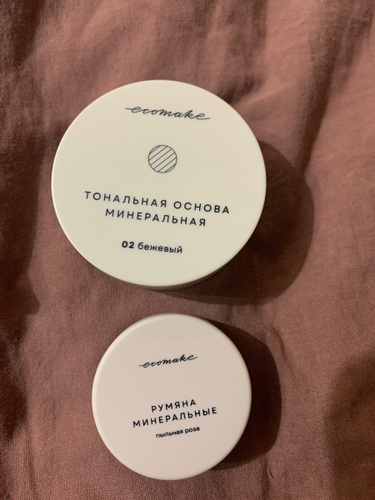 ecomake
ТОНАЛЬНАЯ ОСНОВА
МИНЕРАЛЬНАЯ
02 бежевый
ecomake
РУМЯНА
МИНЕРАЛЬНЫЕ
пыльная роза